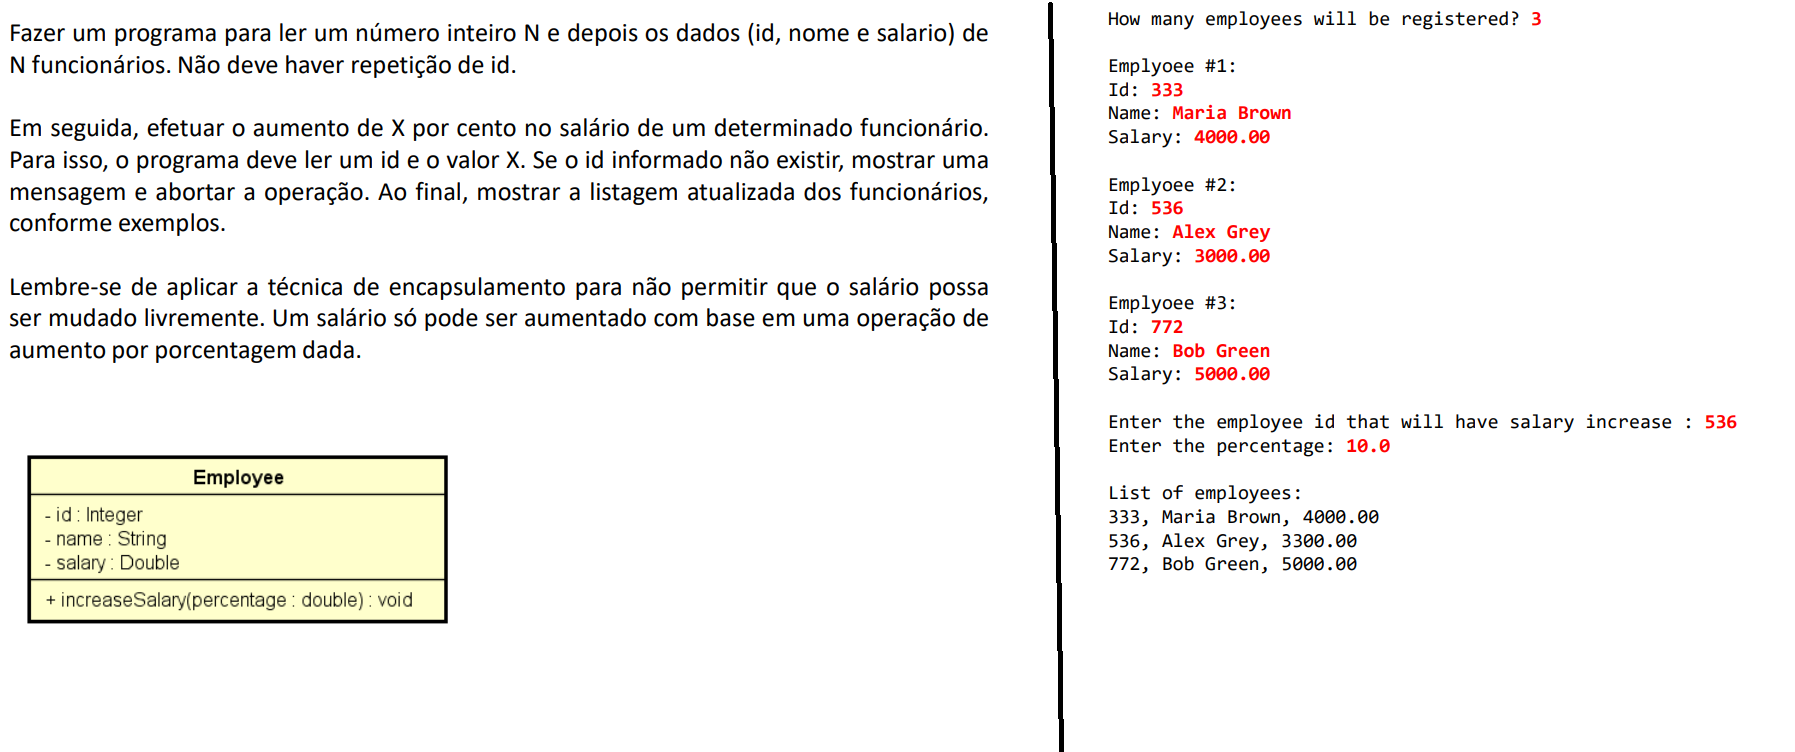 Fazer um programa para ler um número inteiro N e depois os dados (id, nome e salario) de
N funcionários. Não deve haver repetição de id.
Em seguida, efetuar o aumento de X por cento no salário de um determinado funcionário.
Para isso, o programa deve ler um id e o valor X. Se o id informado não existir, mostrar uma
mensagem e abortar a operação. Ao final, mostrar a listagem atualizada dos funcionários,
conforme exemplos.
Lembre-se de aplicar a técnica de encapsulamento para não permitir que o salário possa
ser mudado livremente. Um salário só pode ser aumentado com base em uma operação de
aumento por porcentagem dada.
Employee
- id : Integer
- name : String
- salary : Double
+ increaseSalary(percentage : double) : void
How many employees will be registered? 3
Emplyoee #1:
Id: 333
Name: Maria Brown
Salary: 4000.00
Emplyoee #2:
Id: 536
Name: Alex Grey
Salary: 3000.00
Emplyoee #3:
Id: 772
Name: Bob Green
Salary: 5000.00
Enter the employee id that will have salary increase : 536
Enter the percentage: 10.0
List of employees:
333, Maria Brown, 4000.00
536, Alex Grey, 3300.00
772, Bob Green, 5000.00